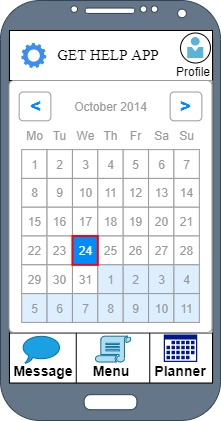 GET HELP APP
Profile
< October 2014 >
Mo Tu We Th Fr Sa Su
1 2 3 4 5 6 7
8 9 10 11 12 13 14
15 16 17 18 19 20 21
22 23 24 25 26 27 28
29 30 31 1 2 3 4
5 6 7 8 9 10 11
Message Menu Planner